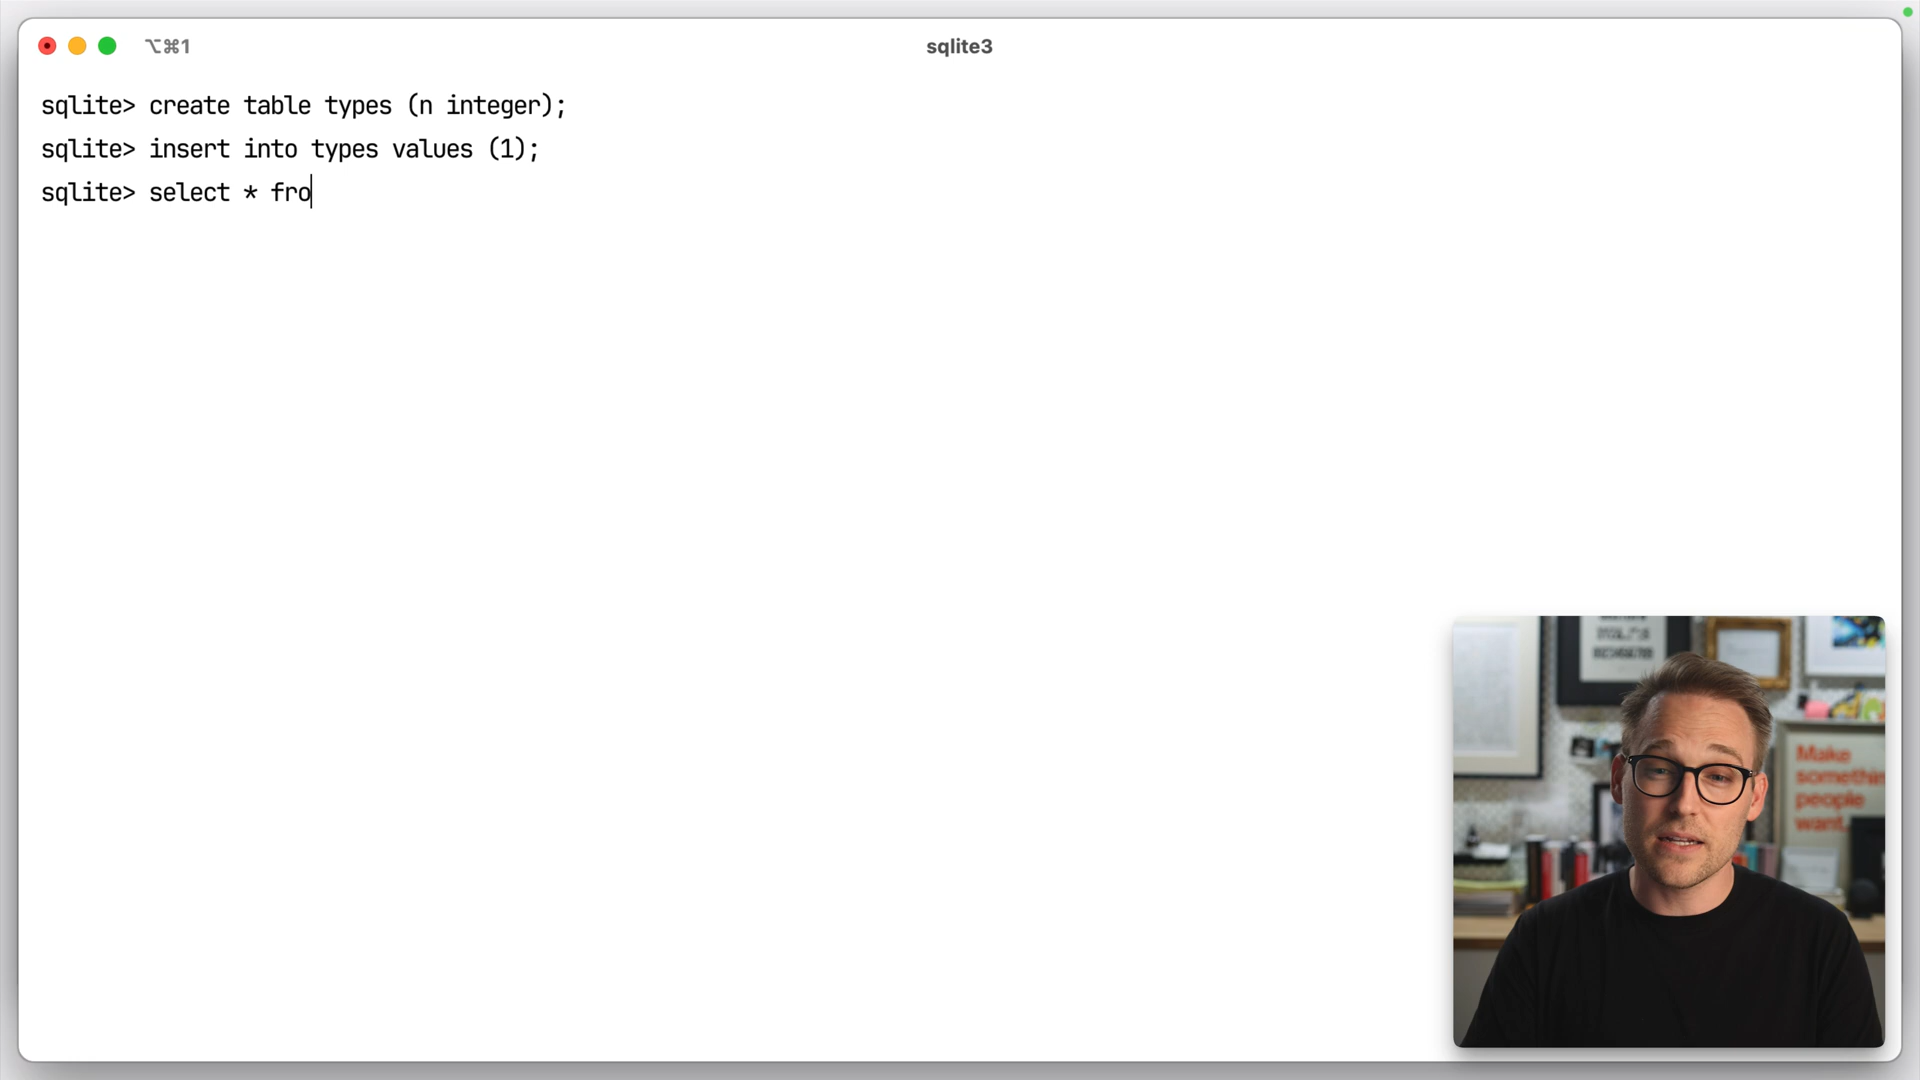 ⌥⌘1
sqlite3
sqlite> create table types (n integer);
sqlite> insert into types values (1);
sqlite> select * fro
Make
somethin
people
want.